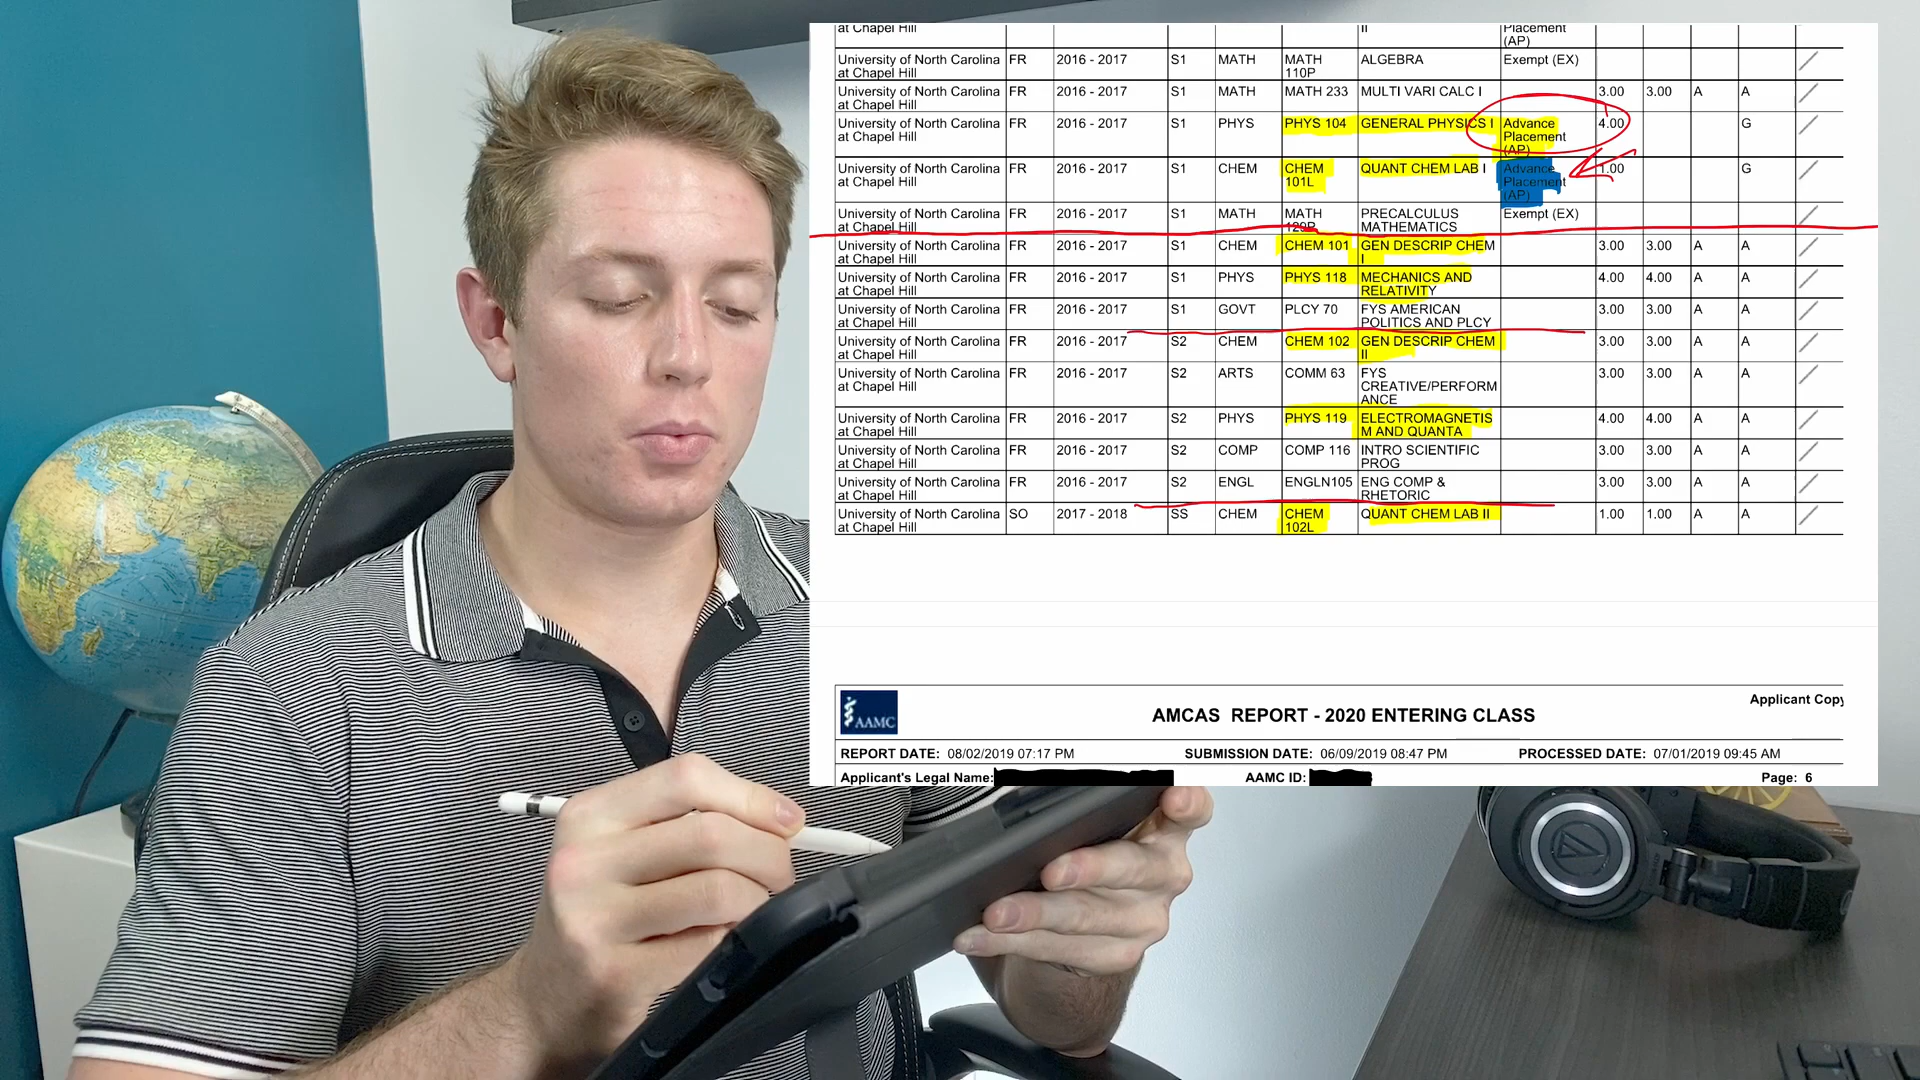 at Chapel Hill II Placement (AP)
University of North Carolina at Chapel Hill FR 2016 - 2017 S1 MATH MATH 110P ALGEBRA Exempt (EX)
University of North Carolina at Chapel Hill FR 2016 - 2017 S1 MATH MATH 233 MULTI VARI CALC I 3.00 3.00 A A
University of North Carolina at Chapel Hill FR 2016 - 2017 S1 PHYS PHYS 104 GENERAL PHYSICS I Advance Placement (AP) 4.00 G
University of North Carolina at Chapel Hill FR 2016 - 2017 S1 CHEM CHEM 101L QUANT CHEM LAB I Advance Placement (AP) 1.00 G
University of North Carolina at Chapel Hill FR 2016 - 2017 S1 MATH MATH PRECALCULUS MATHEMATICS Exempt (EX)
University of North Carolina at Chapel Hill FR 2016 - 2017 S1 CHEM CHEM 101 GEN DESCRIP CHEM I 3.00 3.00 A A
University of North Carolina at Chapel Hill FR 2016 - 2017 S1 PHYS PHYS 118 MECHANICS AND RELATIVITY 4.00 4.00 A A
University of North Carolina at Chapel Hill FR 2016 - 2017 S1 GOVT PLCY 70 FYS AMERICAN POLITICS AND PLCY 3.00 3.00 A A
University of North Carolina at Chapel Hill FR 2016 - 2017 S2 CHEM CHEM 102 GEN DESCRIP CHEM II 3.00 3.00 A A
University of North Carolina at Chapel Hill FR 2016 - 2017 S2 ARTS COMM 63 FYS CREATIVE/PERFORMANCE 3.00 3.00 A A
University of North Carolina at Chapel Hill FR 2016 - 2017 S2 PHYS PHYS 119 ELECTROMAGNETISM AND QUANTA 4.00 4.00 A A
University of North Carolina at Chapel Hill FR 2016 - 2017 S2 COMP COMP 116 INTRO SCIENTIFIC PROG 3.00 3.00 A A
University of North Carolina at Chapel Hill FR 2016 - 2017 S2 ENGL ENGLN105 ENG COMP & RHETORIC 3.00 3.00 A A
University of North Carolina at Chapel Hill SO 2017 - 2018 SS CHEM CHEM 102L QUANT CHEM LAB II 1.00 1.00 A A
Applicant Copy
AAMC
AMCAS REPORT - 2020 ENTERING CLASS
REPORT DATE: 08/02/2019 07:17 PM SUBMISSION DATE: 06/09/2019 08:47 PM PROCESSED DATE: 07/01/2019 09:45 AM
Applicant's Legal Name: AAMC ID: Page: 6